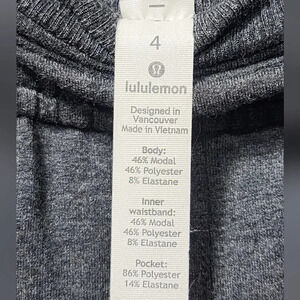 4
lululemon
Designed in
Vancouver
Made in Vietnam
Body:
46% Modal
46% Polyester
8% Elastane
Inner
waistband:
46% Modal
46% Polyester
8% Elastane
Pocket:
86% Polyester
14% Elastane